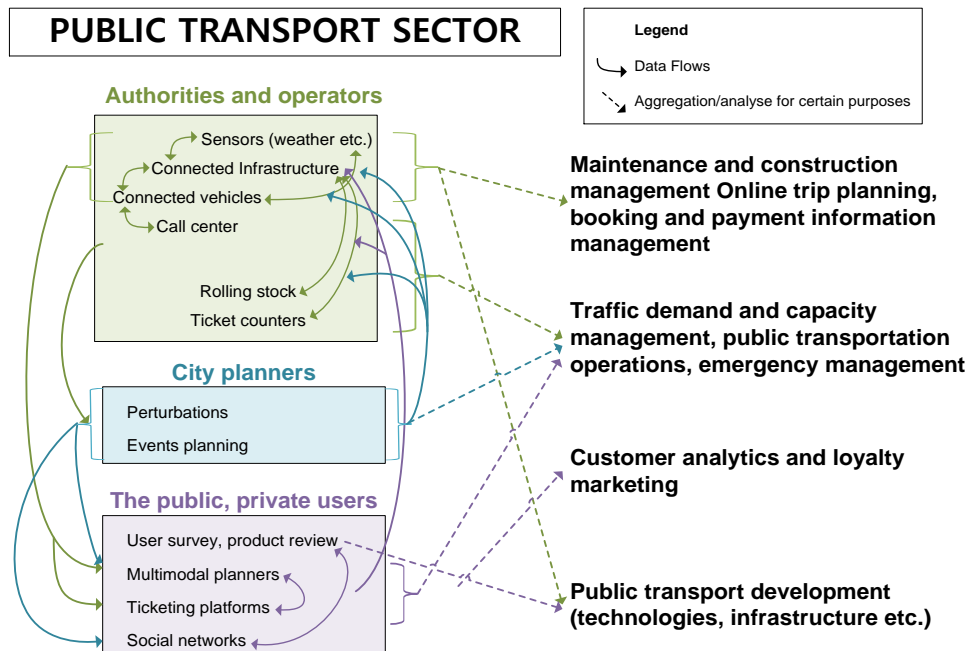 PUBLIC TRANSPORT SECTOR
Legend
Data Flows
Aggregation/analyse for certain purposes
Authorities and operators
Sensors (weather etc.)
Connected Infrastructure
Connected vehicles
Call center
Rolling stock
Ticket counters
City planners
Perturbations
Events planning
The public, private users
User survey, product review
Multimodal planners
Ticketing platforms
Social networks
Maintenance and construction
management Online trip planning,
booking and payment information
management
Traffic demand and capacity
management, public transportation
operations, emergency management
Customer analytics and loyalty
marketing
Public transport development
(technologies, infrastructure etc.)